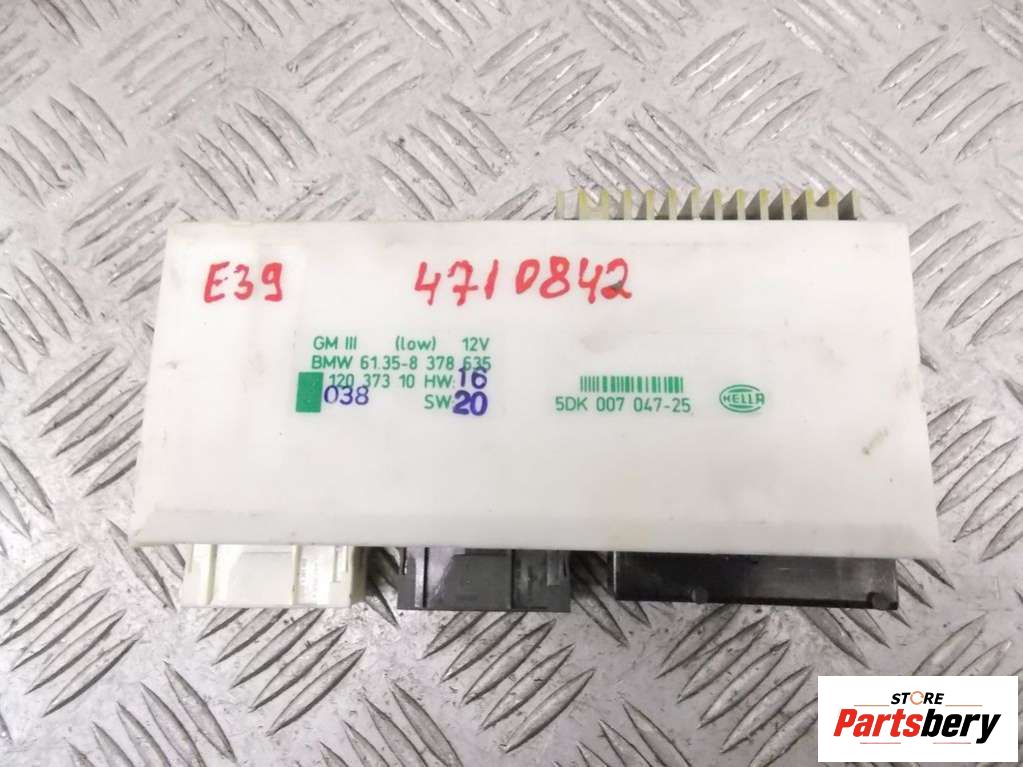 E39 4710842
GM III (low) 12V
BMW 61.35-8 378 635
120 373 10 HW: 16
038 SW: 20
5DK 007 047-25 HELLA
STORE
Partsbery